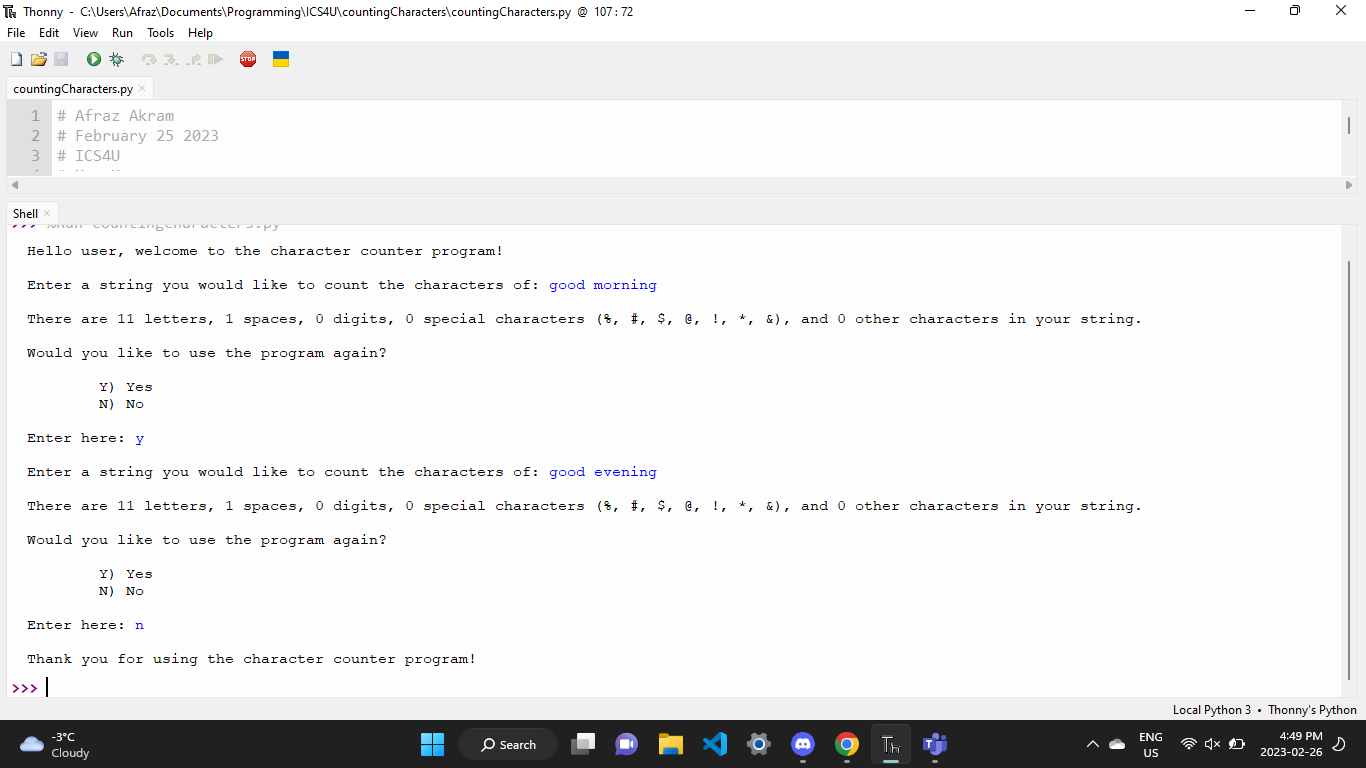 Thonny - C:\Users\Afraz\Documents\Programming\ICS4U\countingCharacters\countingCharacters.py @ 107 : 72
File Edit View Run Tools Help
STOP
countingCharacters.py ×
1 # Afraz Akram
2 # February 25 2023
3 # ICS4U
Shell ×
>>> %Run countingCharacters.py
Hello user, welcome to the character counter program!
Enter a string you would like to count the characters of: good morning
There are 11 letters, 1 spaces, 0 digits, 0 special characters (%, #, $, @, !, *, &), and 0 other characters in your string.
Would you like to use the program again?
Y) Yes
N) No
Enter here: y
Enter a string you would like to count the characters of: good evening
There are 11 letters, 1 spaces, 0 digits, 0 special characters (%, #, $, @, !, *, &), and 0 other characters in your string.
Would you like to use the program again?
Y) Yes
N) No
Enter here: n
Thank you for using the character counter program!
>>>
Local Python 3 • Thonny's Python
-3°C
Cloudy
Search
ENG
US
4:49 PM
2023-02-26